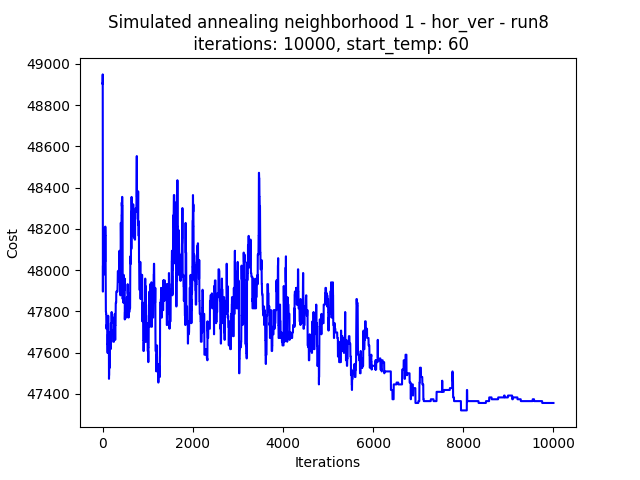 Simulated annealing neighborhood 1 - hor_ver - run8
iterations: 10000, start_temp: 60
49000
48800
48600
48400
48200
48000
47800
47600
47400
Cost
0 2000 4000 6000 8000 10000
Iterations